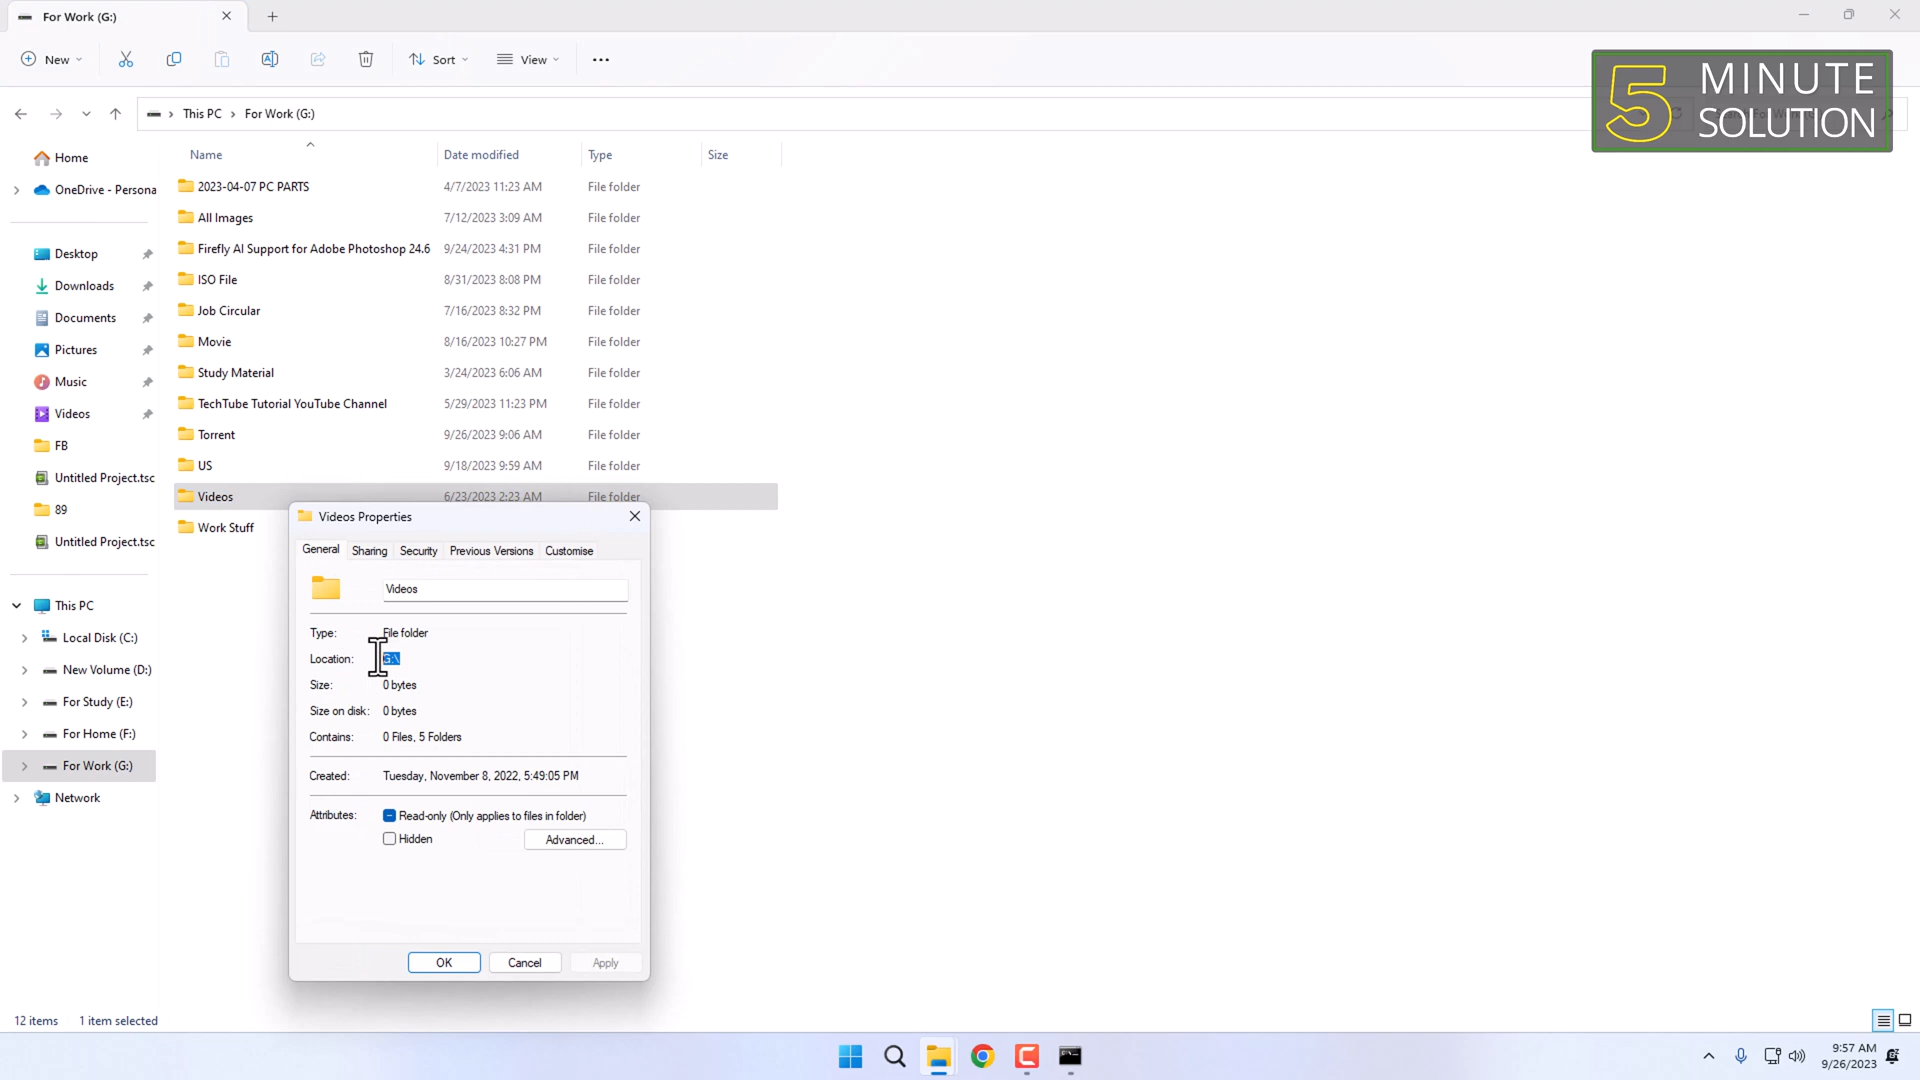 For Work (G:)
New
Sort
View
This PC
For Work (G:)
5 MINUTE
SOLUTION
Name
Date modified
Type
Size
2023-04-07 PC PARTS
4/7/2023 11:23 AM
File folder
All Images
7/12/2023 3:09 AM
File folder
Firefly AI Support for Adobe Photoshop 24.6
9/24/2023 4:31 PM
File folder
ISO File
8/31/2023 8:08 PM
File folder
Job Circular
7/16/2023 8:32 PM
File folder
Movie
8/16/2023 10:27 PM
File folder
Study Material
3/24/2023 6:06 AM
File folder
TechTube Tutorial YouTube Channel
5/29/2023 11:23 PM
File folder
Torrent
9/26/2023 9:06 AM
File folder
US
9/18/2023 9:59 AM
File folder
Videos
6/23/2023 2:23 AM
File folder
Work Stuff
Home
OneDrive - Persona
Desktop
Downloads
Documents
Pictures
Music
Videos
FB
Untitled Project.tsc
89
Untitled Project.tsc
This PC
Local Disk (C:)
New Volume (D:)
For Study (E:)
For Home (F:)
For Work (G:)
Network
Videos Properties
General
Sharing
Security
Previous Versions
Customise
Videos
Type:
File folder
Location:
G:\
Size:
0 bytes
Size on disk:
0 bytes
Contains:
0 Files, 5 Folders
Created:
Tuesday, November 8, 2022, 5:49:05 PM
Attributes:
Read-only (Only applies to files in folder)
Hidden
Advanced...
OK
Cancel
Apply
12 items
1 item selected
9:57 AM
9/26/2023